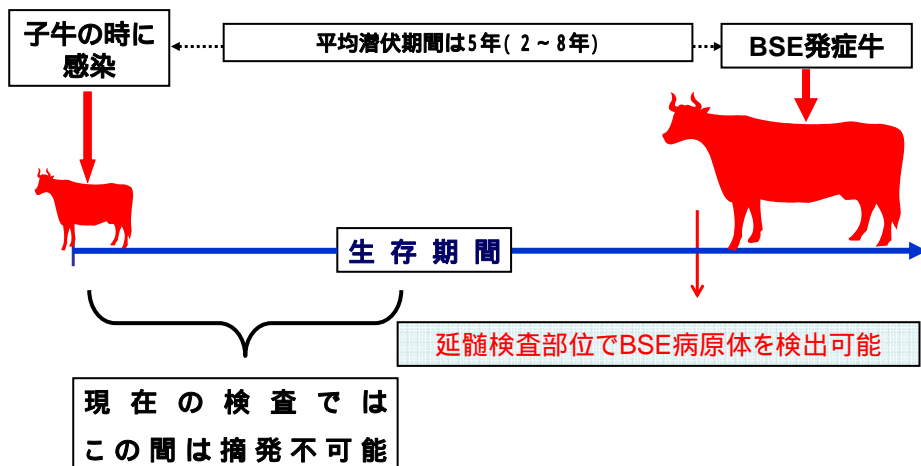 子牛の時に
感染
平均潜伏期間は5年( 2～8年)
BSE発症牛
生存期間
延髄検査部位でBSE病原体を検出可能
現在の検査では
この間は摘発不可能